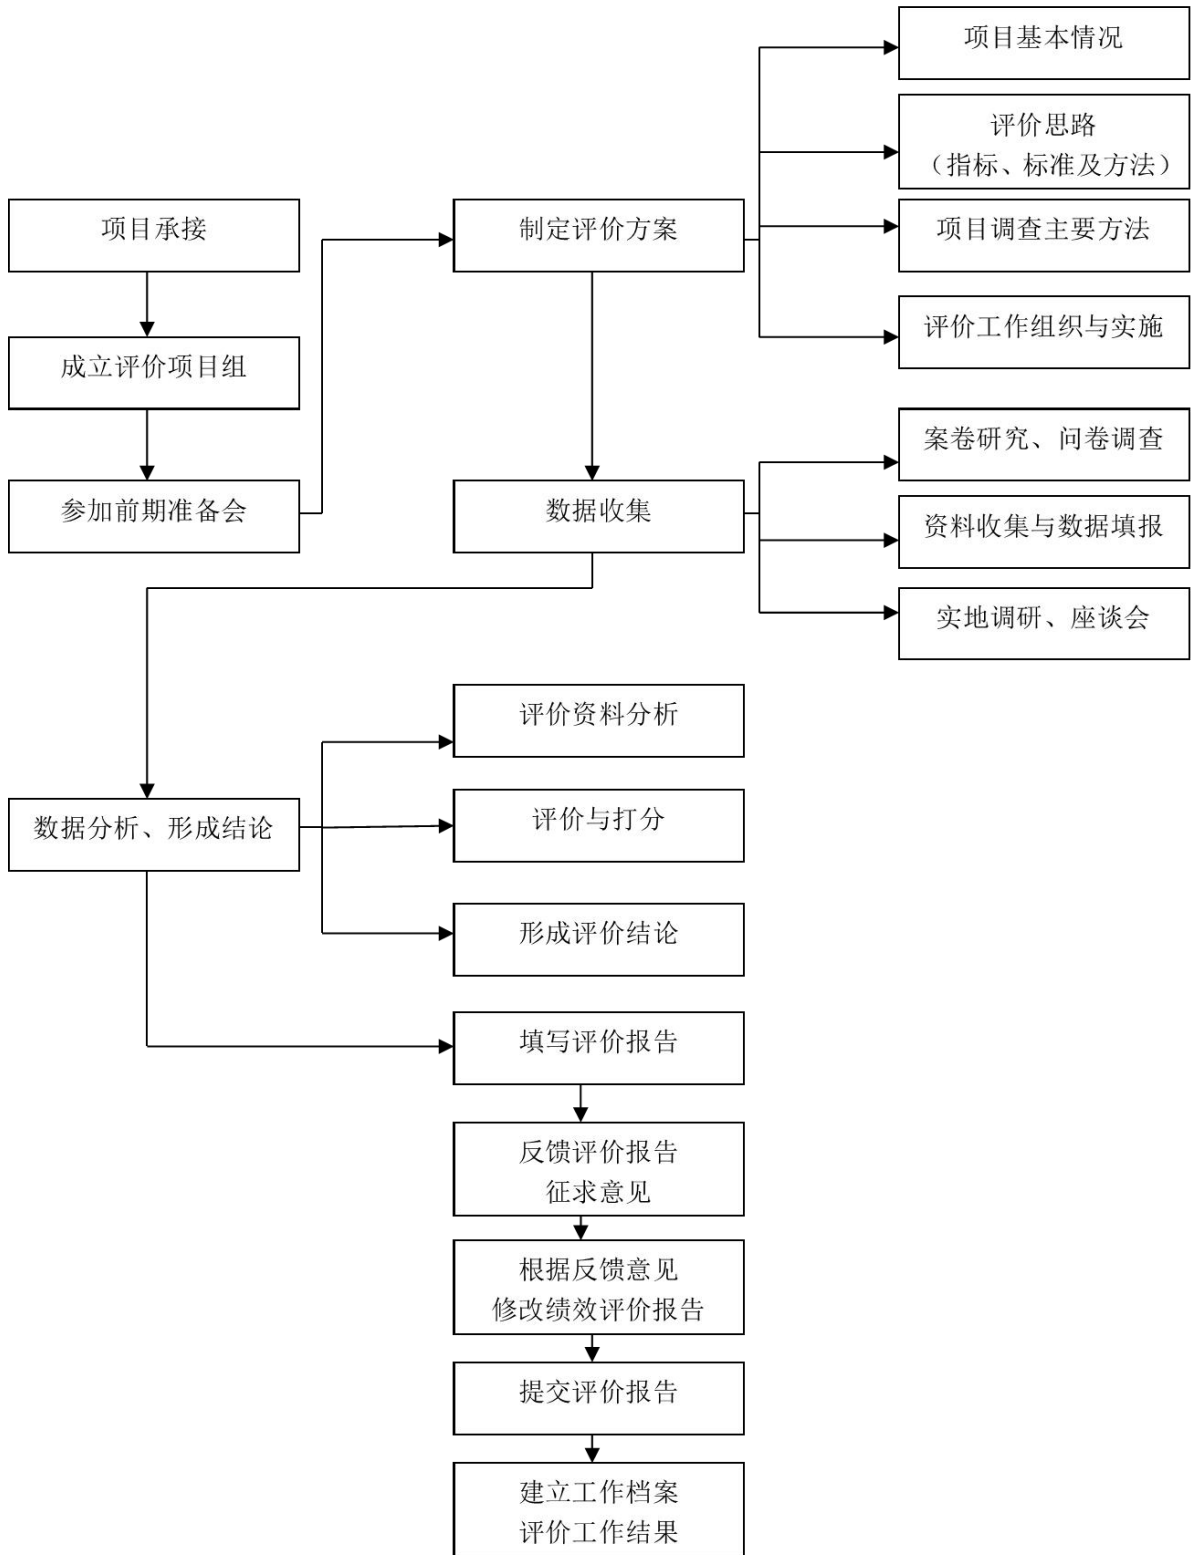 项目承接
成立评价项目组
参加前期准备会
制定评价方案
项目基本情况
评价思路
（指标、标准及方法）
项目调查主要方法
评价工作组织与实施
数据收集
案卷研究、问卷调查
资料收集与数据填报
实地调研、座谈会
数据分析、形成结论
评价资料分析
评价与打分
形成评价结论
填写评价报告
反馈评价报告
征求意见
根据反馈意见
修改绩效评价报告
提交评价报告
建立工作档案
评价工作结果